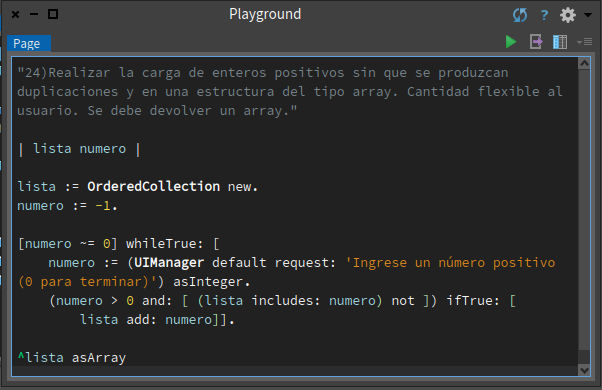 Playground
?
Page
"24)Realizar la carga de enteros positivos sin que se produzcan
duplicaciones y en una estructura del tipo array. Cantidad flexible al
usuario. Se debe devolver un array."
| lista numero |
lista := OrderedCollection new.
numero := -1.
[numero ~= 0] whileTrue: [
    numero := (UIManager default request: 'Ingrese un número positivo
(0 para terminar)') asInteger.
    (numero > 0 and: [ (lista includes: numero) not ]) ifTrue: [
        lista add: numero]].
^lista asArray